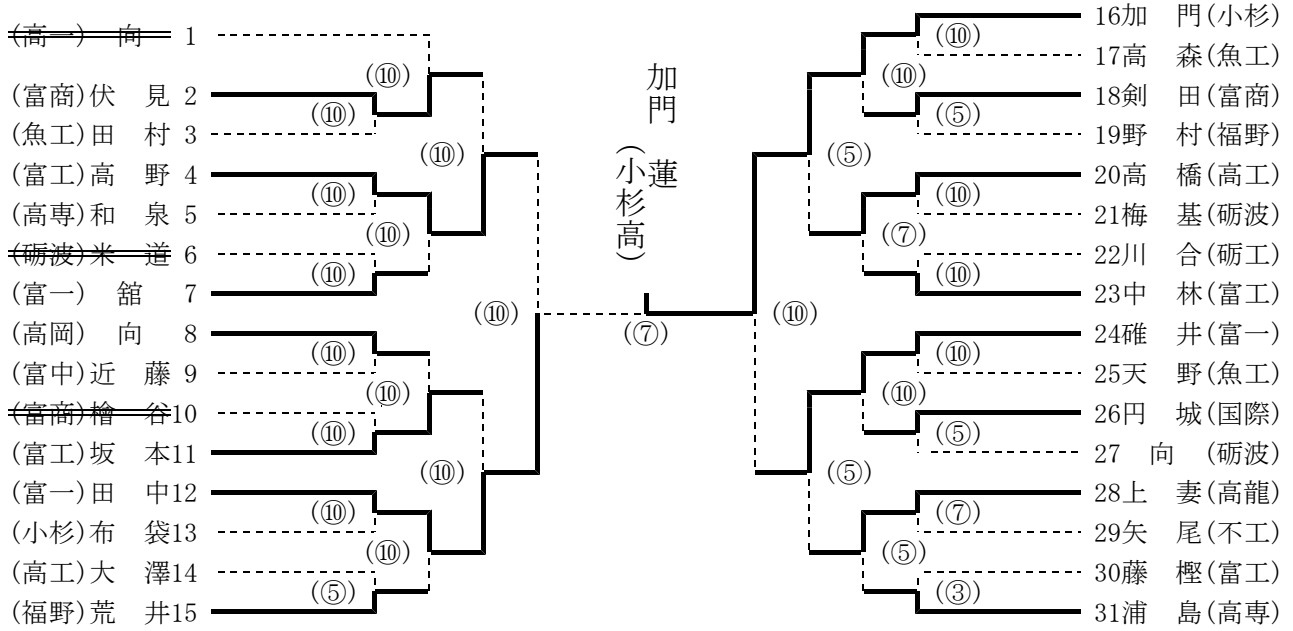 (高一) 向 1
(富商)伏 見 2
(魚工)田 村 3
(富工)高 野 4
(高専)和 泉 5
(砺波)米 道 6
(富一) 舘 7
(高岡) 向 8
(富中)近 藤 9
(富商)檜 谷10
(富工)坂 本11
(富一)田 中12
(小杉)布 袋13
(高工)大 澤14
(福野)荒 井15
(⑩)
(⑩)
(⑩)
(⑩)
(⑩)
(⑩)
(⑩)
(⑩)
(⑩)
(⑩)
(⑩)
(⑩)
(⑤)
(⑩)
加門 蓮
(小杉高)
(⑦)
(⑩)
(⑩)
(⑤)
(⑤)
(⑩)
(⑦)
(⑩)
(⑩)
(⑩)
(⑩)
(⑤)
(⑤)
(⑦)
(⑤)
(③)
16加 門(小杉)
17高 森(魚工)
18剣 田(富商)
19野 村(福野)
20高 橋(高工)
21梅 基(砺波)
22川 合(砺工)
23中 林(富工)
24碓 井(富一)
25天 野(魚工)
26円 城(国際)
27 向 (砺波)
28上 妻(高龍)
29矢 尾(不工)
30藤 樫(富工)
31浦 島(高専)